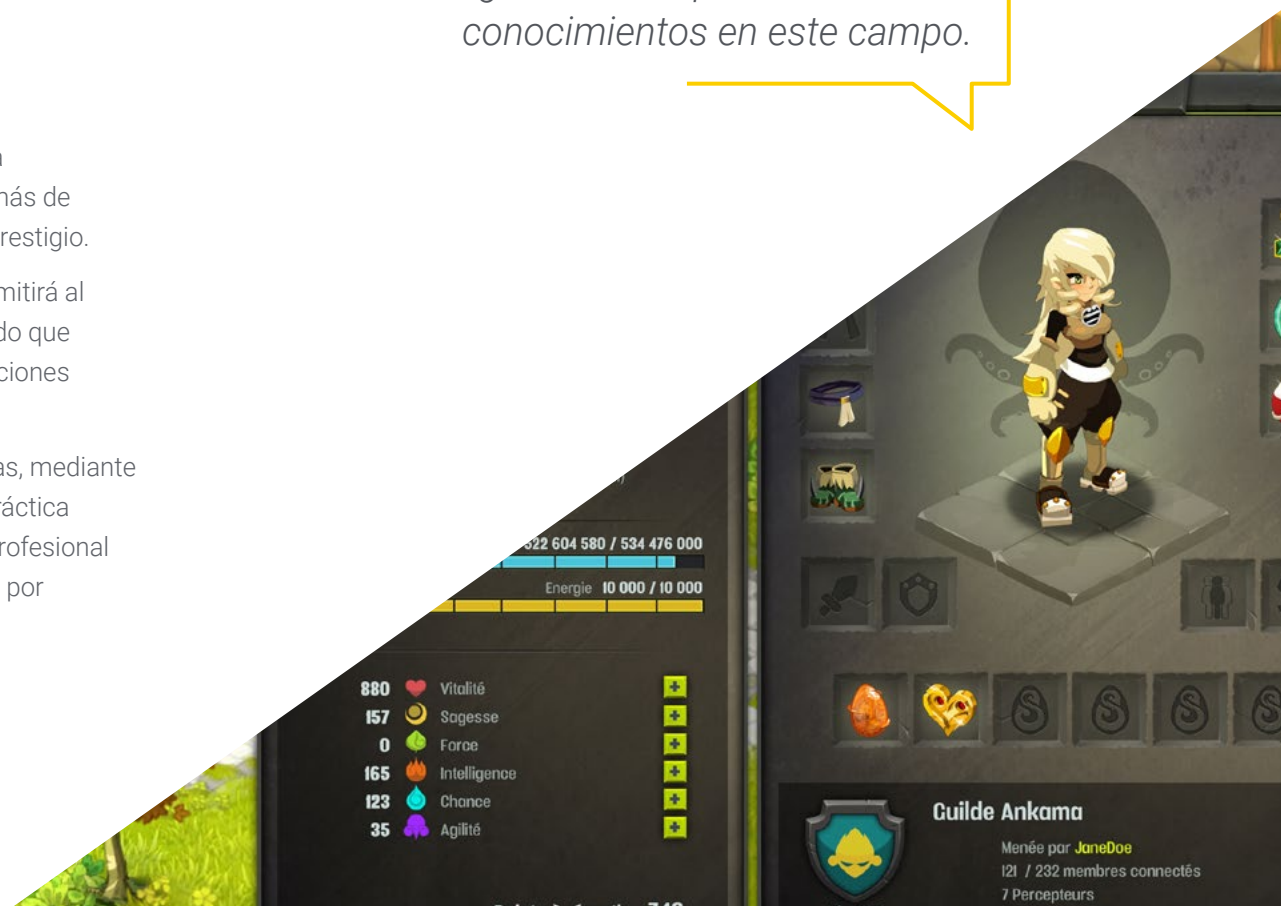 conocimientos en este campo.
más de
restigio.
mitirá al
do que
ciones
as, mediante
ráctica
rofesional
por
522 604 580 / 534 476 000
Energie 10 000 / 10 000
880 Vitalité
157 Sagesse
0 Force
165 Intelligence
123 Chance
35 Agilité
Guilde Ankama
Menée par JaneDoe
121 / 232 membres connectés
7 Percepteurs